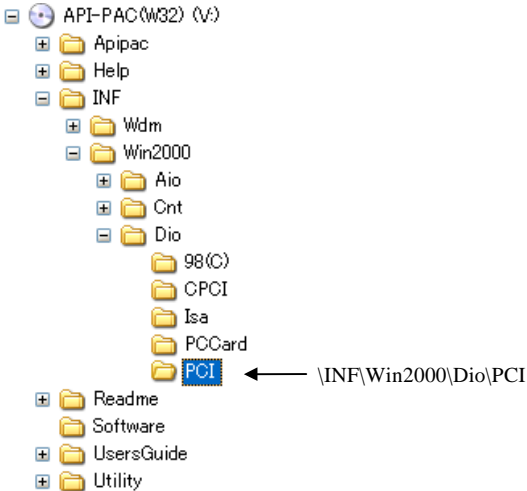 API-PAC(W32) (V:)
Apipac
Help
INF
Wdm
Win2000
Aio
Cnt
Dio
98(C)
CPCI
Isa
PCCard
PCI \INF\Win2000\Dio\PCI
Readme
Software
UsersGuide
Utility